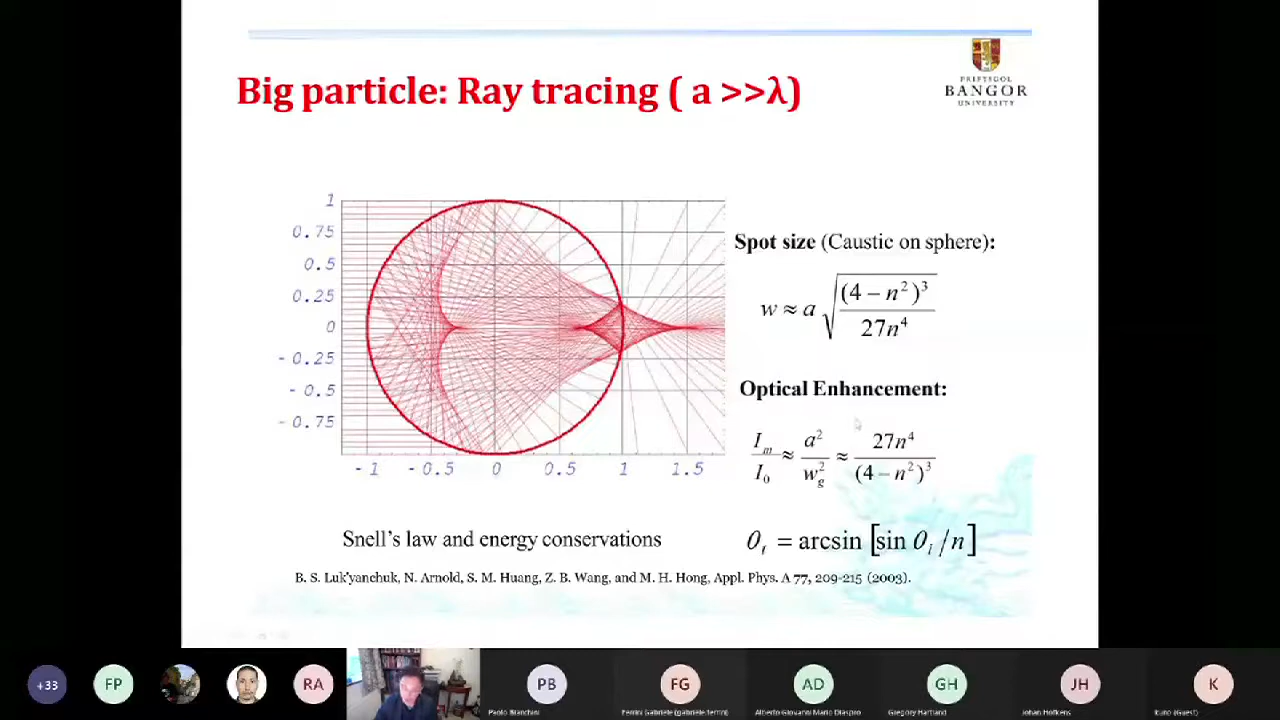 PRIFYSGOL
BANGOR
UNIVERSITY
Big particle: Ray tracing ( a >>λ)
1
0.75
0.5
0.25
0
- 0.25
- 0.5
- 0.75
- 1
- 0.5
0
0.5
1
1.5
Spot size (Caustic on sphere):
w ≈ a √((4 − n²)³ / 27n⁴)
Optical Enhancement:
I_m / I_0 ≈ a² / w_g² ≈ 27n⁴ / (4 − n²)³
Snell's law and energy conservations
θ_t = arcsin [sin θ_i /n]
B. S. Luk'yanchuk, N. Arnold, S. M. Huang, Z. B. Wang, and M. H. Hong, Appl. Phys. A 77, 209-215 (2003).
+33
FP
RA
PB
FG
AD
GH
JH
K
Paolo Bianchini
Ferrini Gabriele (gabriele.ferrini)
Alberto Giovanni Mario Diaspro
Gregory Hartland
Johan Hofkens
(Guest)